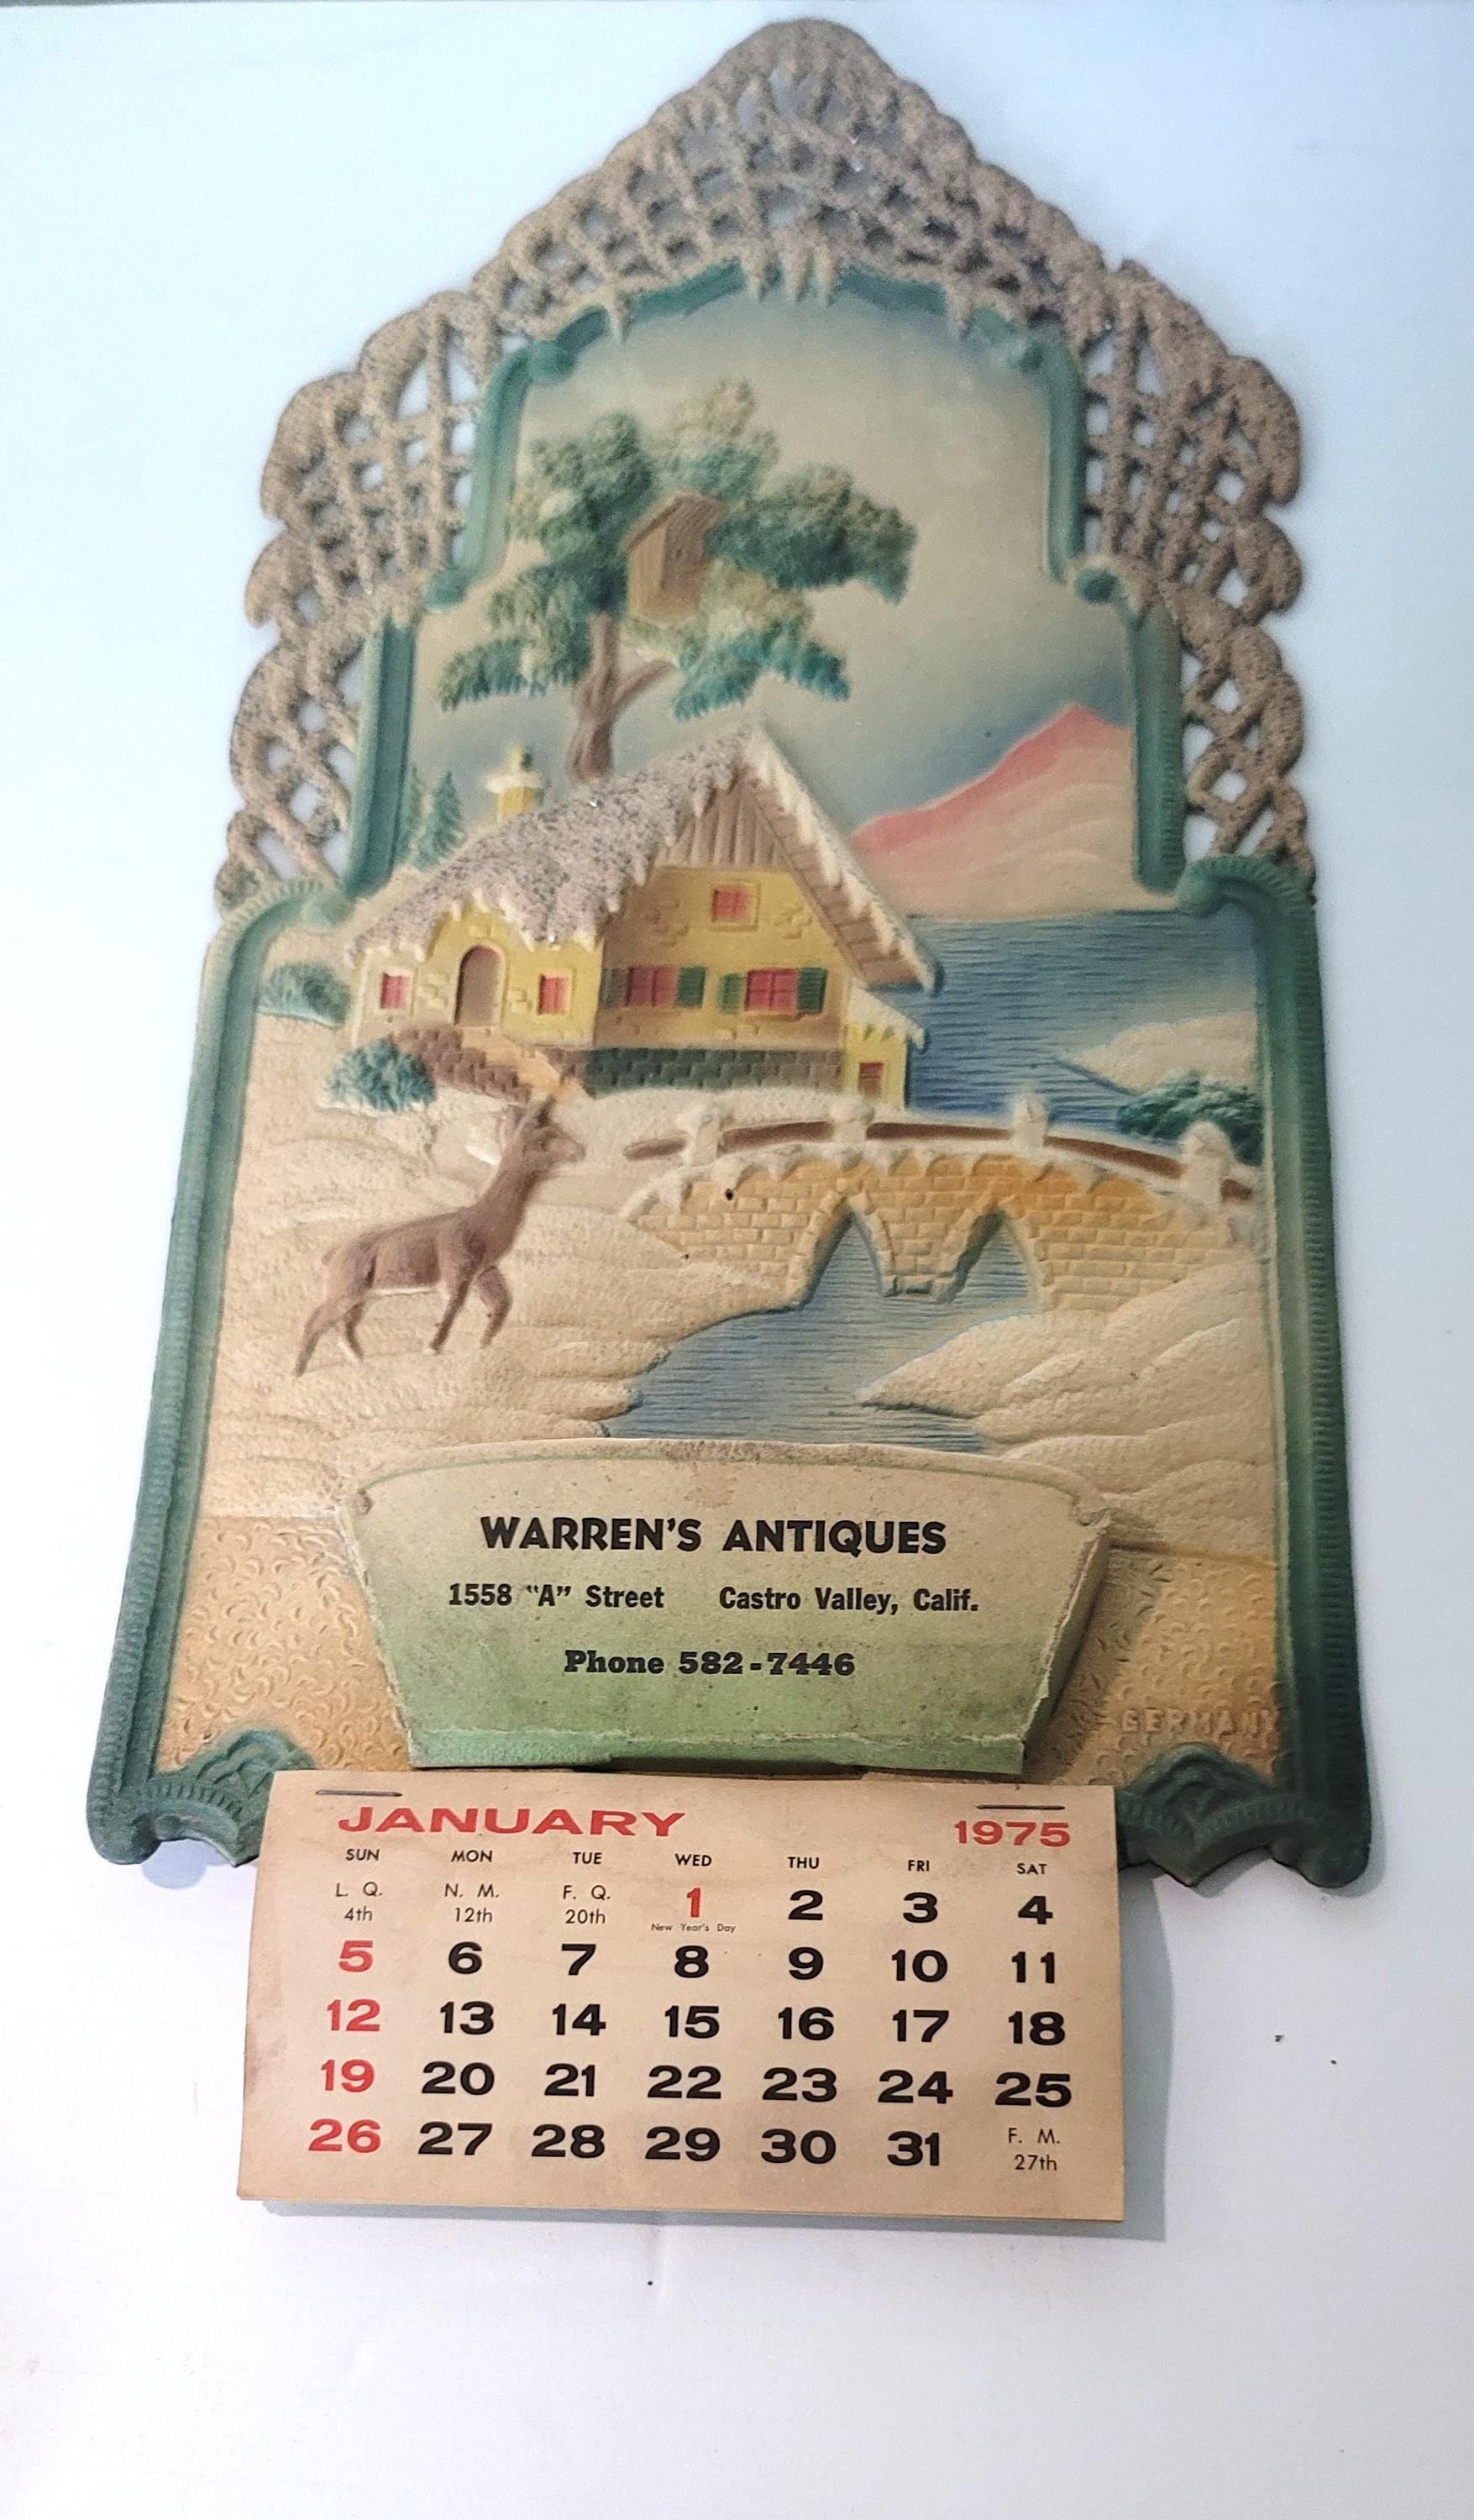 WARREN'S ANTIQUES
1558 "A" Street Castro Valley, Calif.
Phone 582-7446
GERMANY
JANUARY 1975
SUN MON TUE WED THU FRI SAT
L. Q. 4th N. M. 12th F. Q. 20th 1 New Year's Day 2 3 4
5 6 7 8 9 10 11
12 13 14 15 16 17 18
19 20 21 22 23 24 25
26 27 28 29 30 31 F. M. 27th